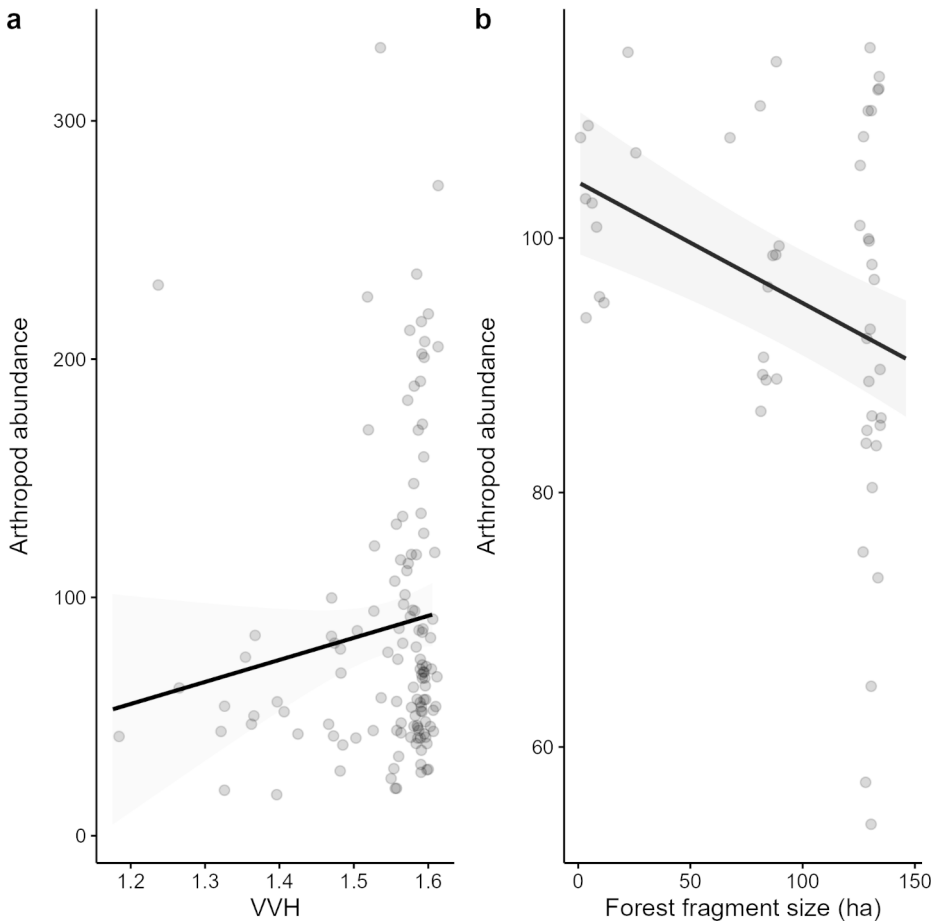 a
Arthropod abundance
300
200
100
0
1.2 1.3 1.4 1.5 1.6
VVH
b
Arthropod abundance
100
80
60
0 50 100 150
Forest fragment size (ha)